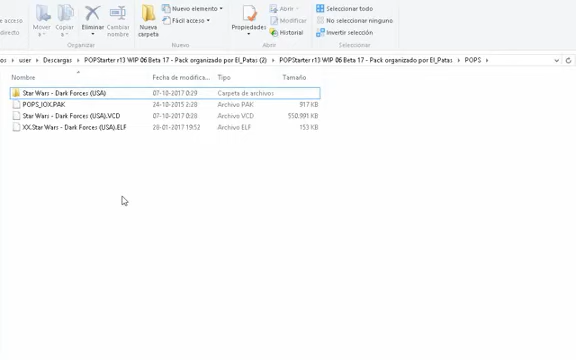 e acceso
directo
Mover a
Copiar a
Organizar
Eliminar
Cambiar nombre
Nueva carpeta
Nuevo elemento
Fácil acceso
Nuevo
Propiedades
Abrir
Modificar
Historial
Abrir
Seleccionar todo
No seleccionar ninguno
Invertir selección
Seleccionar
os > user > Descargas > POPStarter r13 WIP 06 Beta 17 - Pack organizado por El_Patas (2) > POPStarter r13 WIP 06 Beta 17 - Pack organizado por El_Patas > POPS
Nombre Fecha de modifica... Tipo Tamaño
Star Wars - Dark Forces (USA) 07-10-2017 0:29 Carpeta de archivos
POPS_IOX.PAK 24-10-2015 2:28 Archivo PAK 917 KB
Star Wars - Dark Forces (USA).VCD 07-10-2017 0:28 Archivo VCD 550.991 KB
XX.Star Wars - Dark Forces (USA).ELF 28-01-2017 19:52 Archivo ELF 153 KB